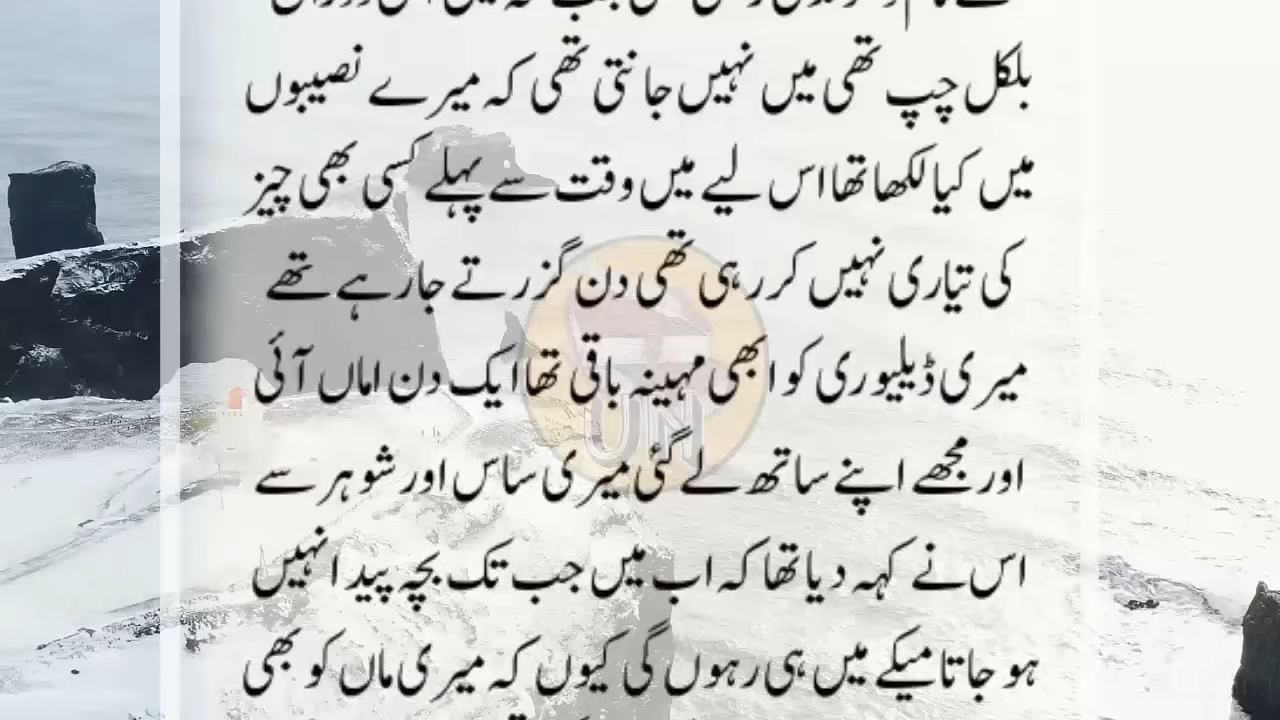 بلکل چپ تھی میں نہیں جانتی تھی کہ میرے نصیبوں
میں کیا لکھا تھا اس لیے میں وقت سے پہلے کسی بھی چیز
کی تیاری نہیں کر رہی تھی دن گزرتے جا رہے تھے
میری ڈیلیوری کو ابھی مہینہ باقی تھا ایک دن اماں آئی
اور مجھے اپنے ساتھ لے گئی میری ساس اور شوہر سے
اس نے کہہ دیا تھا کہ اب میں جب تک بچہ پیدا نہیں
ہو جاتا میکے میں ہی رہوں گی کیوں کہ میری ماں کو بھی
UN